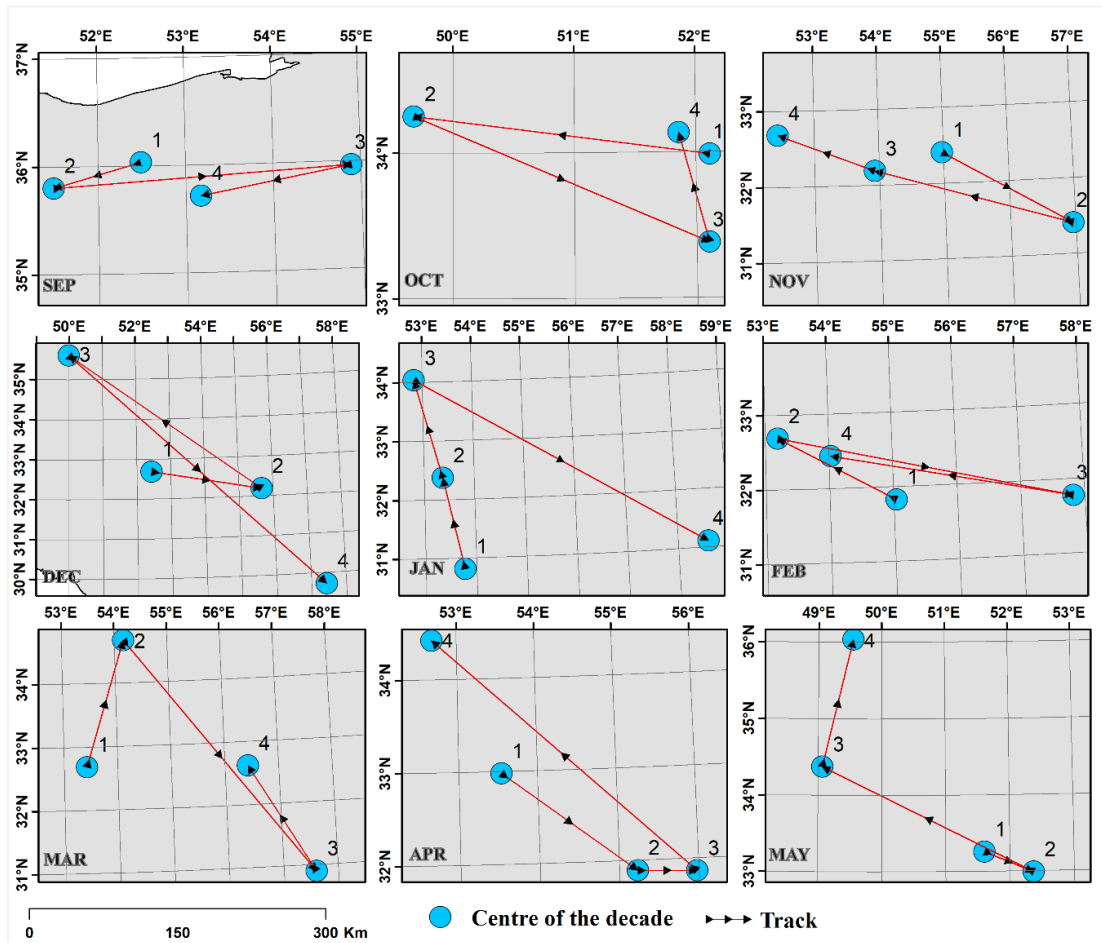 52°E 53°E 54°E 55°E
37°N
36°N
35°N
1
2
3
4
SEP
50°E 51°E 52°E
34°N
33°N
2
4
1
3
OCT
53°E 54°E 55°E 56°E 57°E
33°N
32°N
31°N
4
1
3
2
NOV
50°E 52°E 54°E 56°E 58°E
35°N
34°N
33°N
32°N
31°N
30°N
3
1
2
4
DEC
53°E 54°E 55°E 56°E 57°E 58°E 59°E
34°N
33°N
32°N
31°N
3
2
4
1
JAN
53°E 54°E 55°E 56°E 57°E 58°E
33°N
32°N
31°N
2
4
3
1
FEB
53°E 54°E 55°E 56°E 57°E 58°E
34°N
33°N
32°N
31°N
2
1
4
3
MAR
53°E 54°E 55°E 56°E
34°N
33°N
32°N
4
1
2
3
APR
49°E 50°E 51°E 52°E 53°E
36°N
35°N
34°N
33°N
4
3
1
2
MAY
0 150 300 Km
Centre of the decade Track